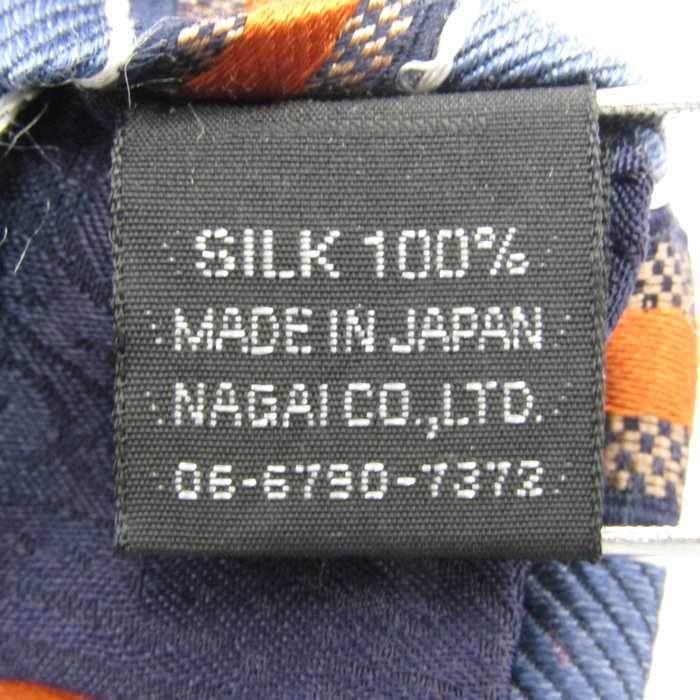 SILK 100%
MADE IN JAPAN
NAGAI CO.,LTD.
06-6790-7372